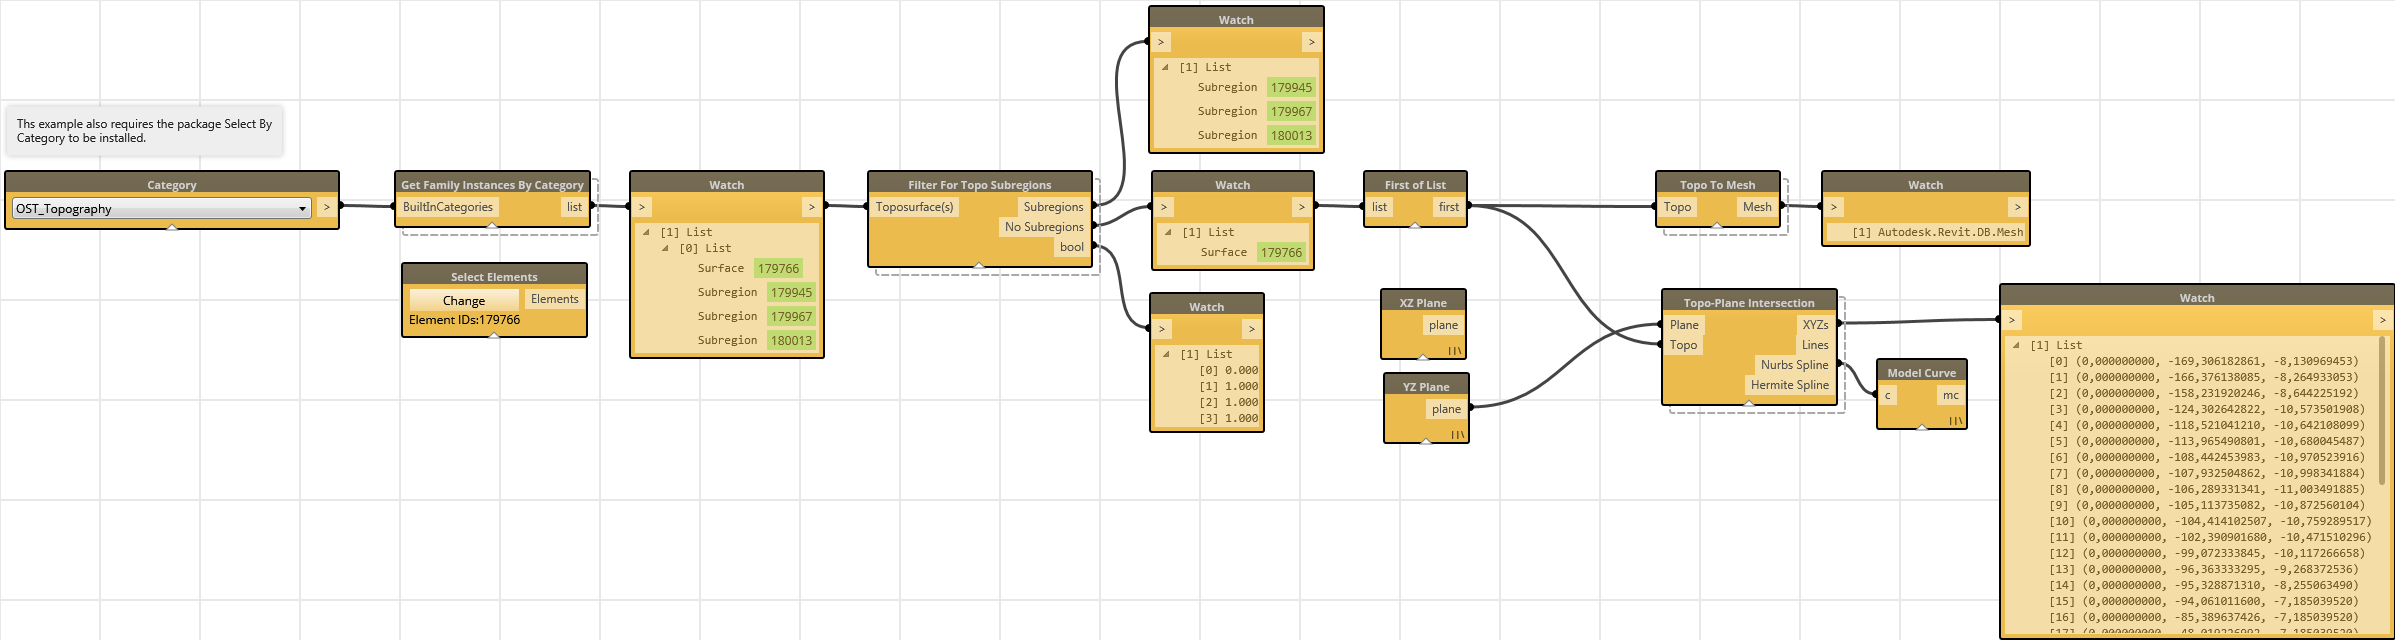 Ths example also requires the package Select By
Category to be installed.
Category
OST_Topography
>
Get Family Instances By Category
BuiltInCategories
list
Select Elements
Change
Elements
Element IDs:179766
Watch
>
>
[1] List
[0] List
Surface 179766
Subregion 179945
Subregion 179967
Subregion 180013
Filter For Topo Subregions
Toposurface(s)
Subregions
No Subregions
bool
Watch
>
>
[1] List
Subregion 179945
Subregion 179967
Subregion 180013
Watch
>
>
[1] List
Surface 179766
Watch
>
>
[1] List
[0] 0.000
[1] 1.000
[2] 1.000
[3] 1.000
First of List
list
first
XZ Plane
plane
YZ Plane
plane
Topo To Mesh
Topo
Mesh
Watch
>
>
[1] Autodesk.Revit.DB.Mesh
Topo-Plane Intersection
Plane
XYZs
Topo
Lines
Nurbs Spline
Hermite Spline
Model Curve
c
mc
Watch
>
>
[1] List
[0] (0,000000000, -169,306182861, -8,130969453)
[1] (0,000000000, -166,376138085, -8,264933053)
[2] (0,000000000, -158,231920246, -8,644225192)
[3] (0,000000000, -124,302642822, -10,573501908)
[4] (0,000000000, -118,521041210, -10,642108099)
[5] (0,000000000, -113,965490801, -10,680045487)
[6] (0,000000000, -108,442453983, -10,970523916)
[7] (0,000000000, -107,932504862, -10,998341884)
[8] (0,000000000, -106,289331341, -11,003491885)
[9] (0,000000000, -105,113735082, -10,872560104)
[10] (0,000000000, -104,414102507, -10,759289517)
[11] (0,000000000, -102,390901680, -10,471510296)
[12] (0,000000000, -99,072333845, -10,117266658)
[13] (0,000000000, -96,363333295, -9,268372536)
[14] (0,000000000, -95,328871310, -8,255063490)
[15] (0,000000000, -94,061011600, -7,185039520)
[16] (0,000000000, -85,389637426, -7,185039520)